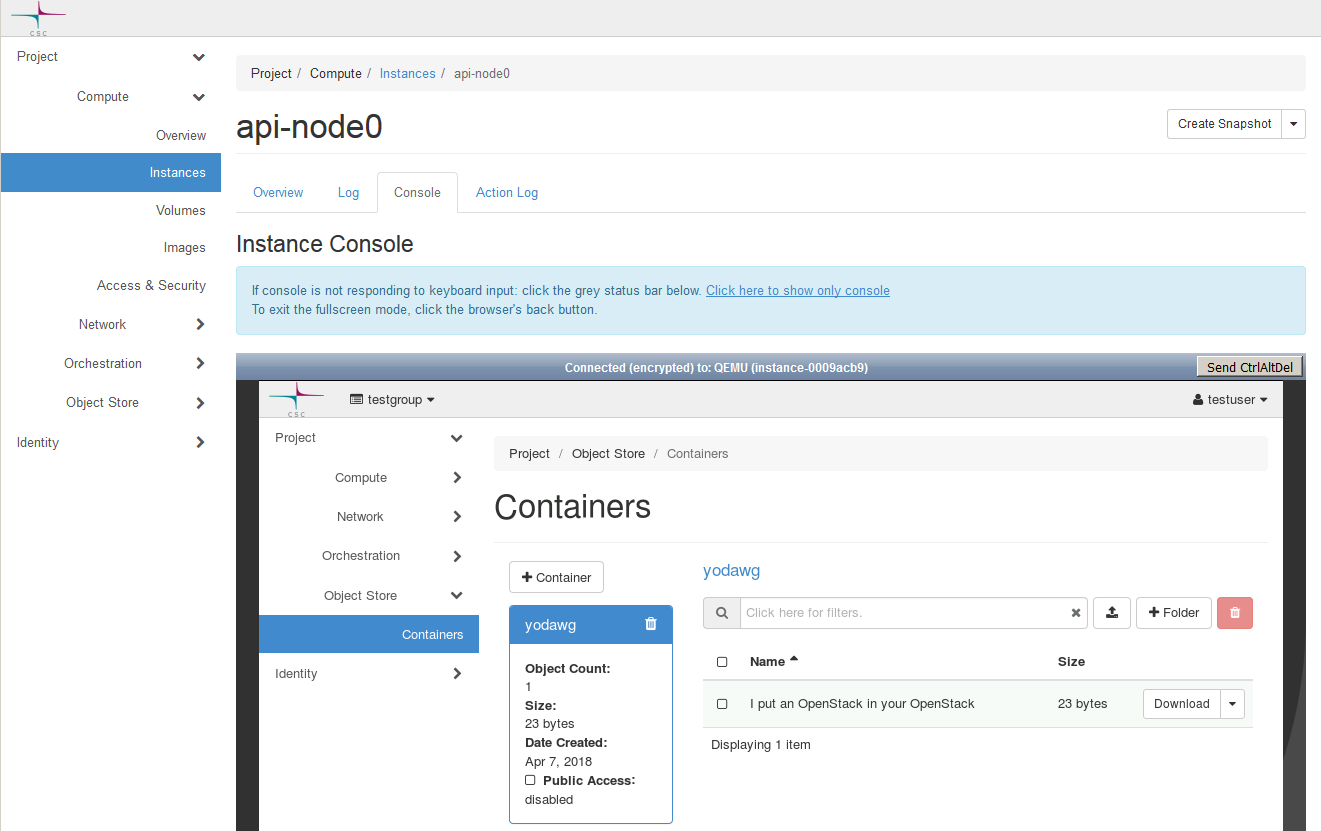 csc
Project
Compute
Overview
Instances
Volumes
Images
Access & Security
Network
Orchestration
Object Store
Identity
Project / Compute / Instances / api-node0
api-node0
Create Snapshot
Overview Log Console Action Log
Instance Console
If console is not responding to keyboard input: click the grey status bar below. Click here to show only console
To exit the fullscreen mode, click the browser's back button.
Connected (encrypted) to: QEMU (instance-0009acb9)
Send CtrlAltDel
csc
testgroup
testuser
Project
Compute
Network
Orchestration
Object Store
Containers
Identity
Project / Object Store / Containers
Containers
+ Container
yodawg
Object Count:
1
Size:
23 bytes
Date Created:
Apr 7, 2018
Public Access:
disabled
yodawg
Click here for filters.
+ Folder
Name Size
I put an OpenStack in your OpenStack 23 bytes Download
Displaying 1 item